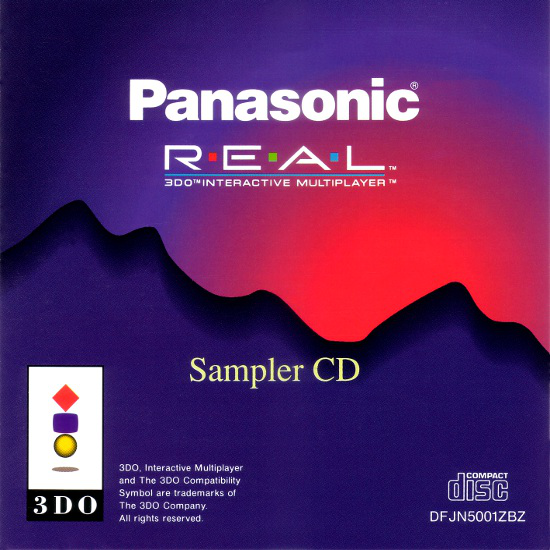 Panasonic®
R·E·A·L™
3DO™ INTERACTIVE MULTIPLAYER™
Sampler CD
3DO
3DO, Interactive Multiplayer
and The 3DO Compatibility
Symbol are trademarks of
The 3DO Company.
All rights reserved.
COMPACT
disc
DFJN5001ZBZ